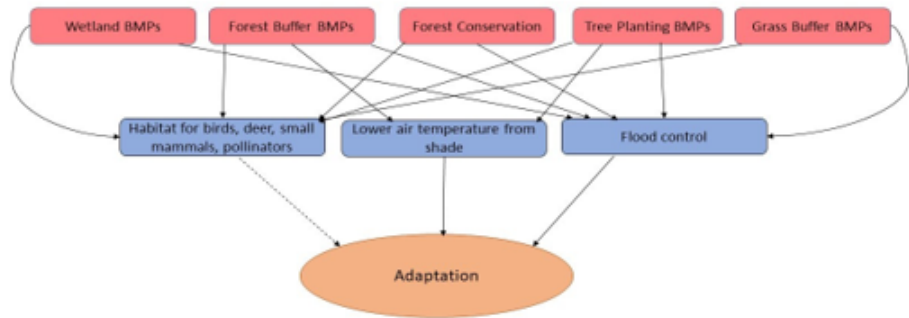 Wetland BMPs
Forest Buffer BMPs
Forest Conservation
Tree Planting BMPs
Grass Buffer BMPs
Habitat for birds, deer, small
mammals, pollinators
Lower air temperature from
shade
Flood control
Adaptation